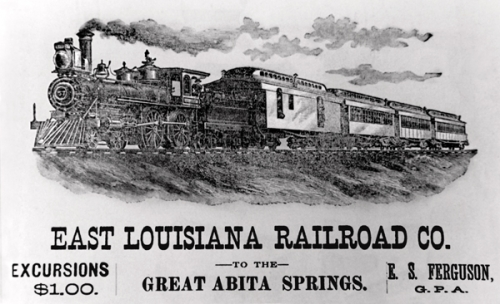 EAST LOUISIANA RAILROAD CO.
EXCURSIONS
$1.00.
—TO THE—
GREAT ABITA SPRINGS.
E. S. FERGUSON,
G. P. A.